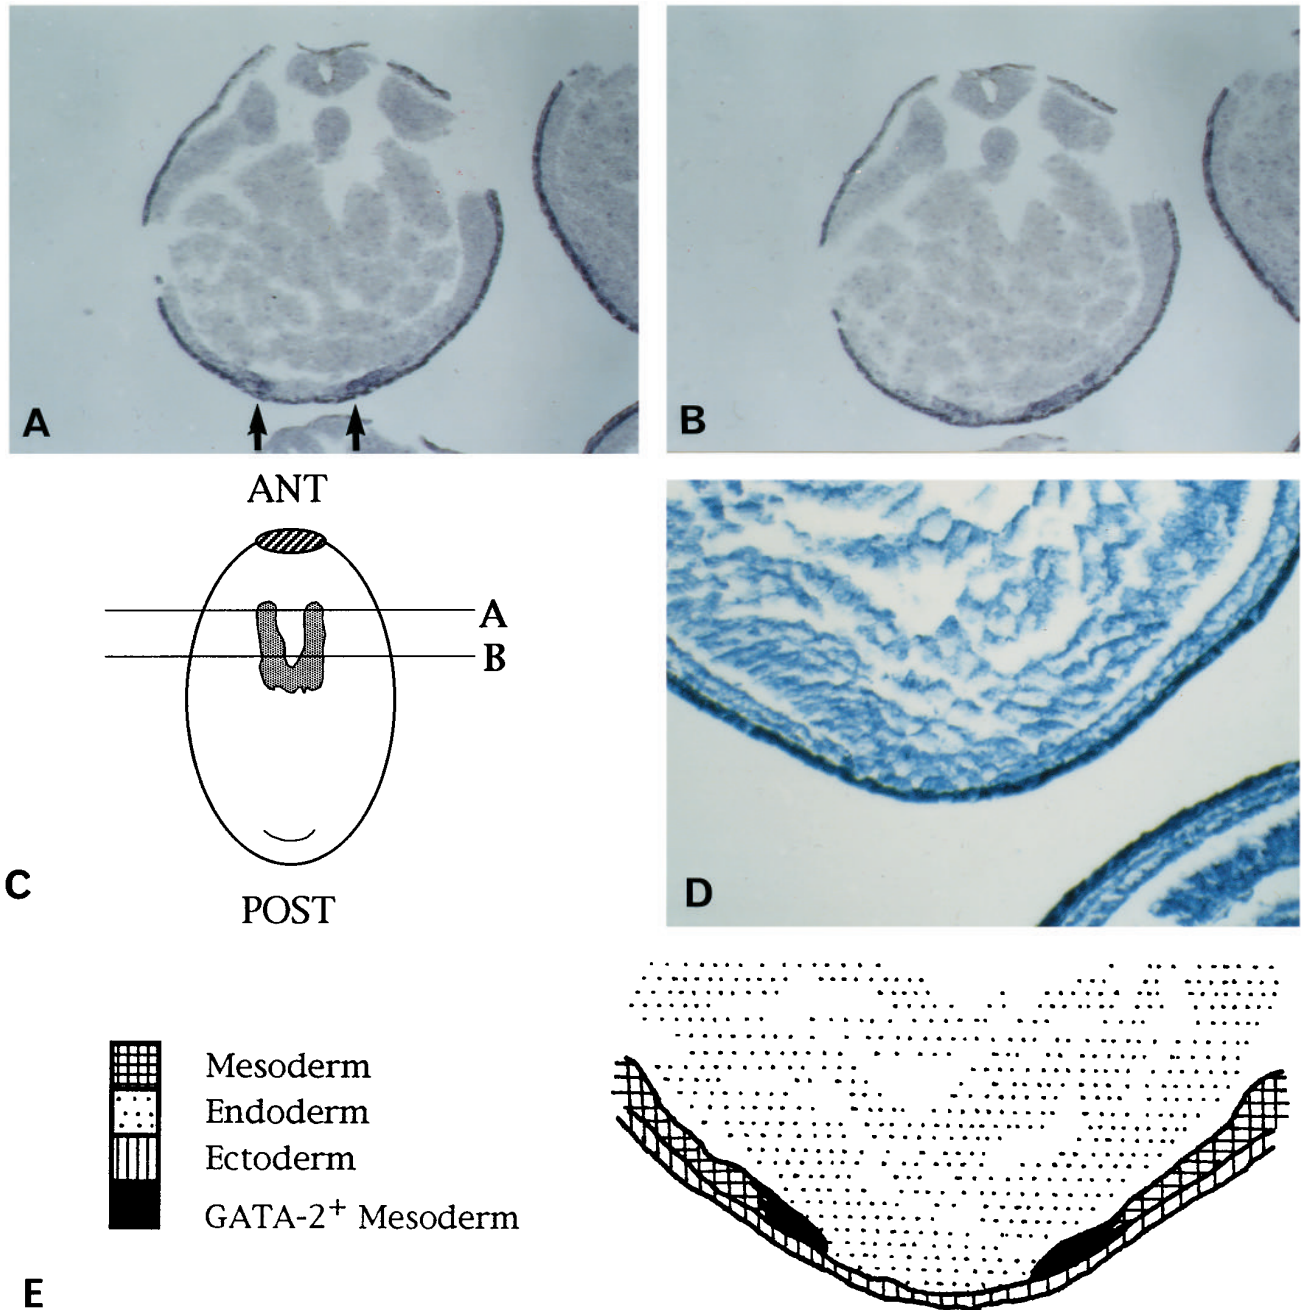 A
B
ANT
A
B
C
POST
D
Mesoderm
Endoderm
Ectoderm
GATA-2+ Mesoderm
E